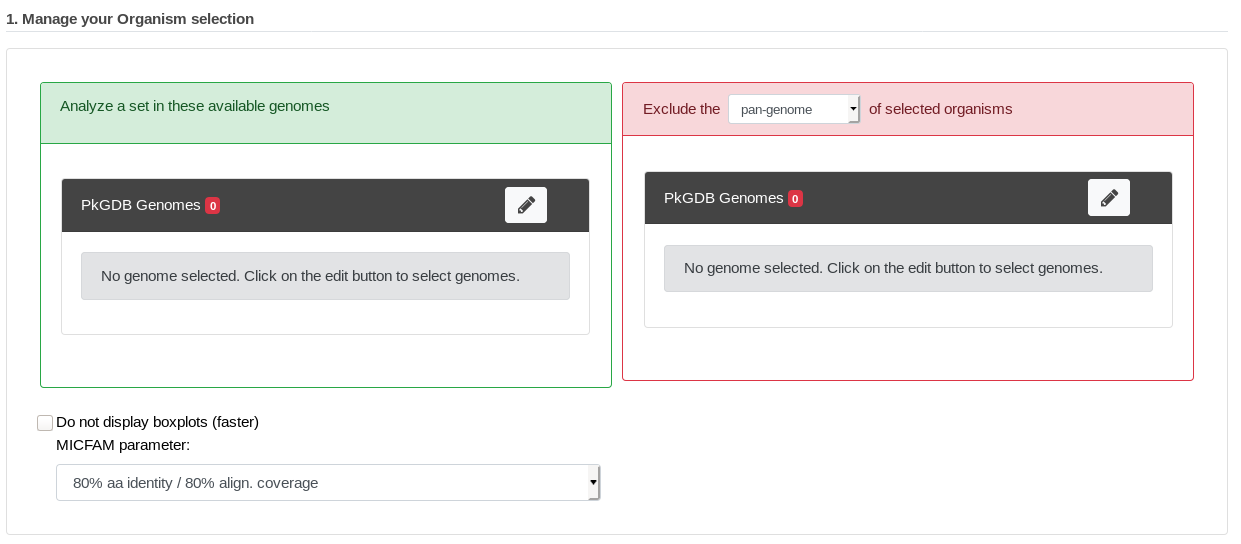 1. Manage your Organism selection
Analyze a set in these available genomes
Exclude the pan-genome of selected organisms
PkGDB Genomes 0
No genome selected. Click on the edit button to select genomes.
PkGDB Genomes 0
No genome selected. Click on the edit button to select genomes.
Do not display boxplots (faster)
MICFAM parameter:
80% aa identity / 80% align. coverage